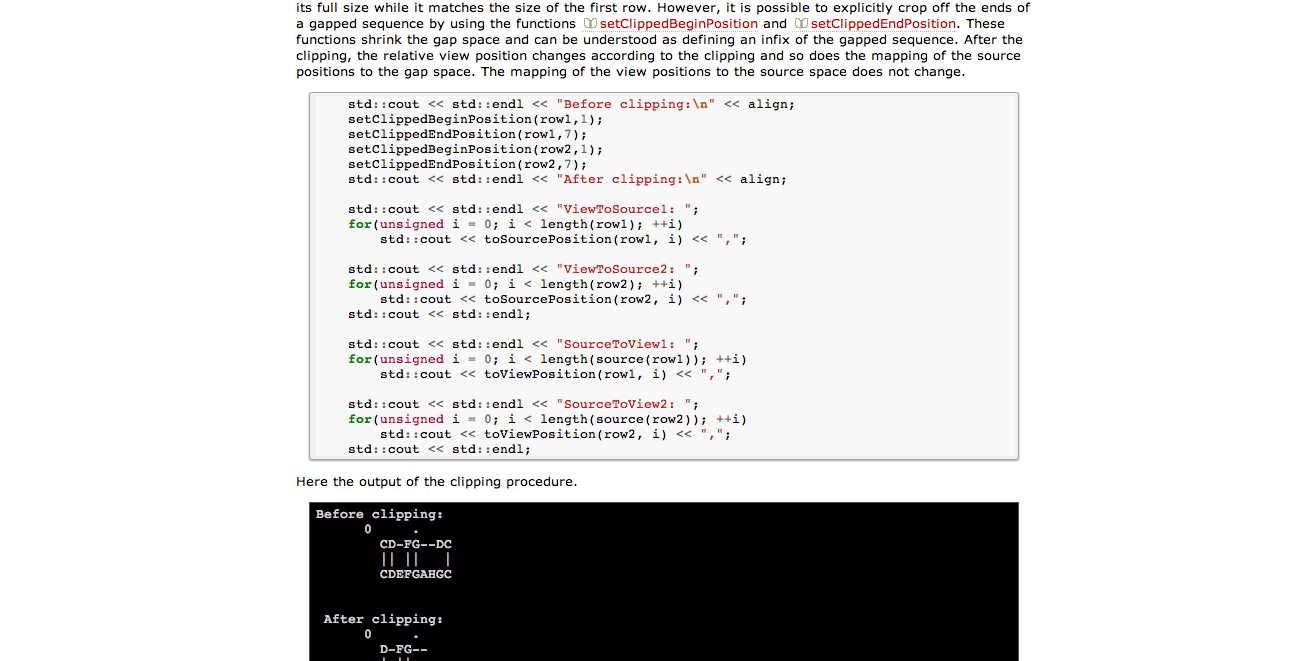 its full size while it matches the size of the first row. However, it is possible to explicitly crop off the ends of
a gapped sequence by using the functions setClippedBeginPosition and setClippedEndPosition. These
functions shrink the gap space and can be understood as defining an infix of the gapped sequence. After the
clipping, the relative view position changes according to the clipping and so does the mapping of the source
positions to the gap space. The mapping of the view positions to the source space does not change.
std::cout << std::endl << "Before clipping:\n" << align;
setClippedBeginPosition(row1,1);
setClippedEndPosition(row1,7);
setClippedBeginPosition(row2,1);
setClippedEndPosition(row2,7);
std::cout << std::endl << "After clipping:\n" << align;
std::cout << std::endl << "ViewToSource1: ";
for(unsigned i = 0; i < length(row1); ++i)
std::cout << toSourcePosition(row1, i) << ",";
std::cout << std::endl << "ViewToSource2: ";
for(unsigned i = 0; i < length(row2); ++i)
std::cout << toSourcePosition(row2, i) << ",";
std::cout << std::endl;
std::cout << std::endl << "SourceToView1: ";
for(unsigned i = 0; i < length(source(row1)); ++i)
std::cout << toViewPosition(row1, i) << ",";
std::cout << std::endl << "SourceToView2: ";
for(unsigned i = 0; i < length(source(row2)); ++i)
std::cout << toViewPosition(row2, i) << ",";
std::cout << std::endl;
Here the output of the clipping procedure.
Before clipping:
0     .
CD-FG--DC
|| ||   |
CDEFGAHGC
After clipping:
0     .
D-FG--
| ||